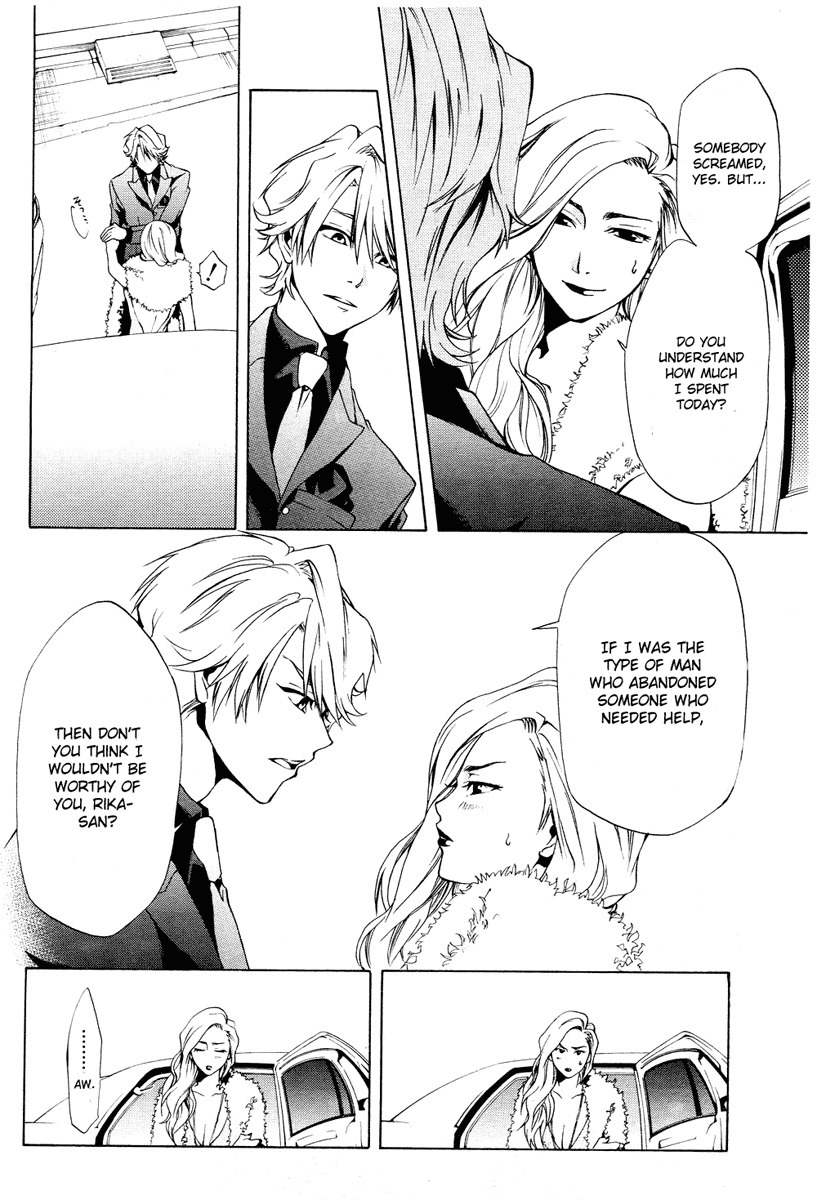 SOMEBODY
SCREAMED,
YES. BUT...
DO YOU
UNDERSTAND
HOW MUCH
I SPENT
TODAY?
!
IF I WAS THE
TYPE OF MAN
WHO ABANDONED
SOMEONE WHO
NEEDED HELP,
THEN DON'T
YOU THINK I
WOULDN'T BE
WORTHY OF
YOU, RIKA-
SAN?
........
AW.